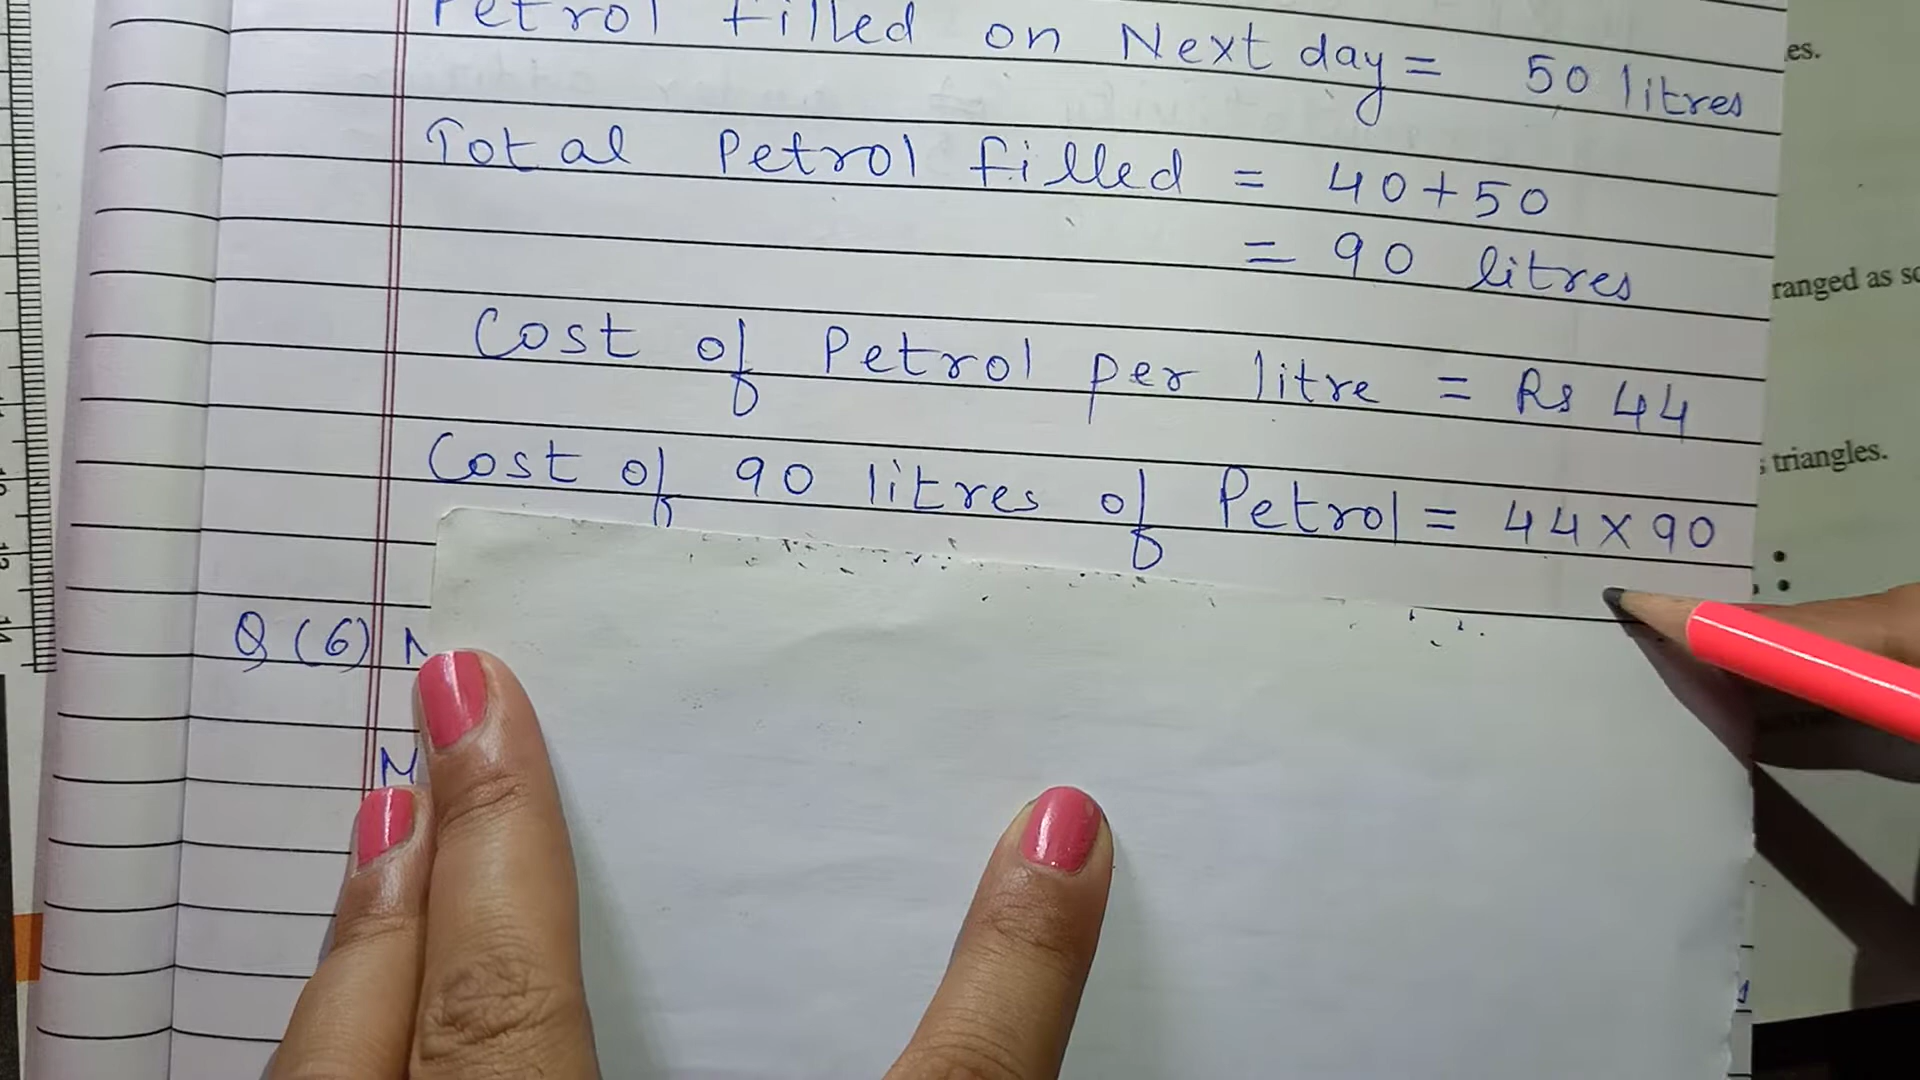 Petrol filled on Next day = 50 litres
Total Petrol filled = 40+50
= 90 litres
Cost of Petrol per litre = Rs 44
Cost of 90 litres of Petrol = 44 x 90
Q (6)
es.
ranged as
triangles.